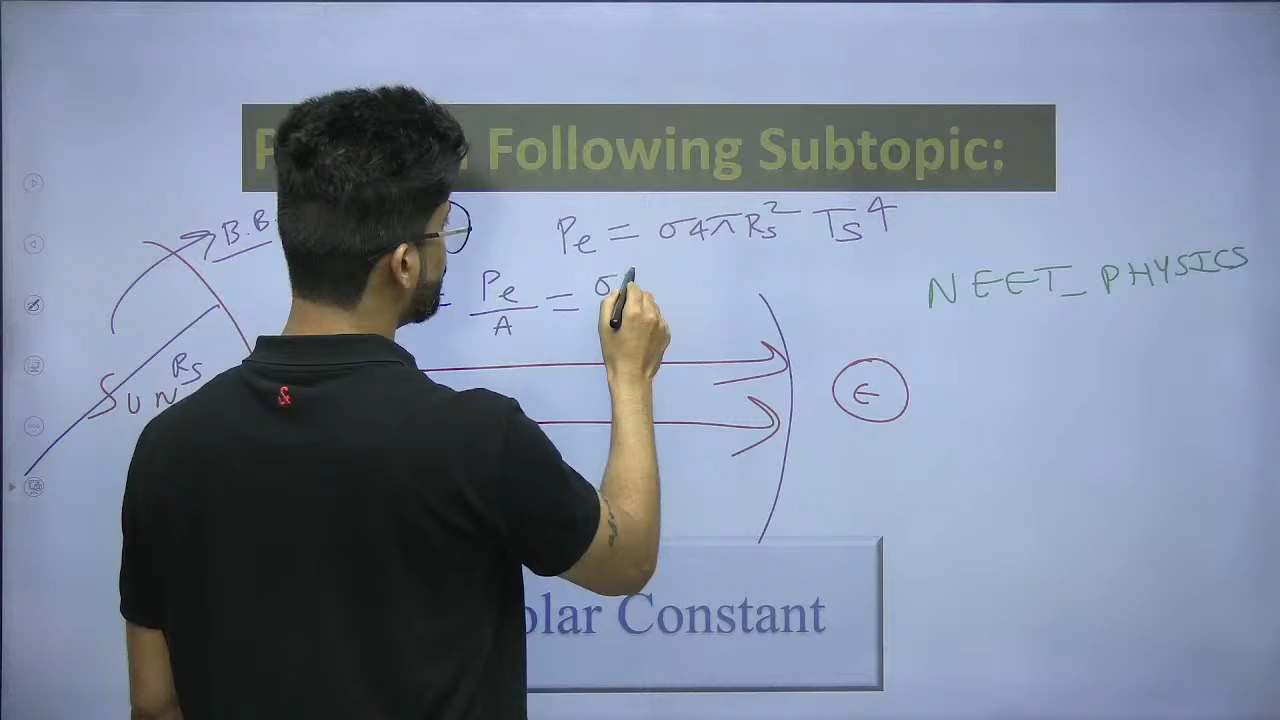 Following Subtopic:
B.B.
Pe = σ4πRs² Ts⁴
NEET_PHYSICS
= Pe/A = σ
Rs
SUN
E
olar Constant